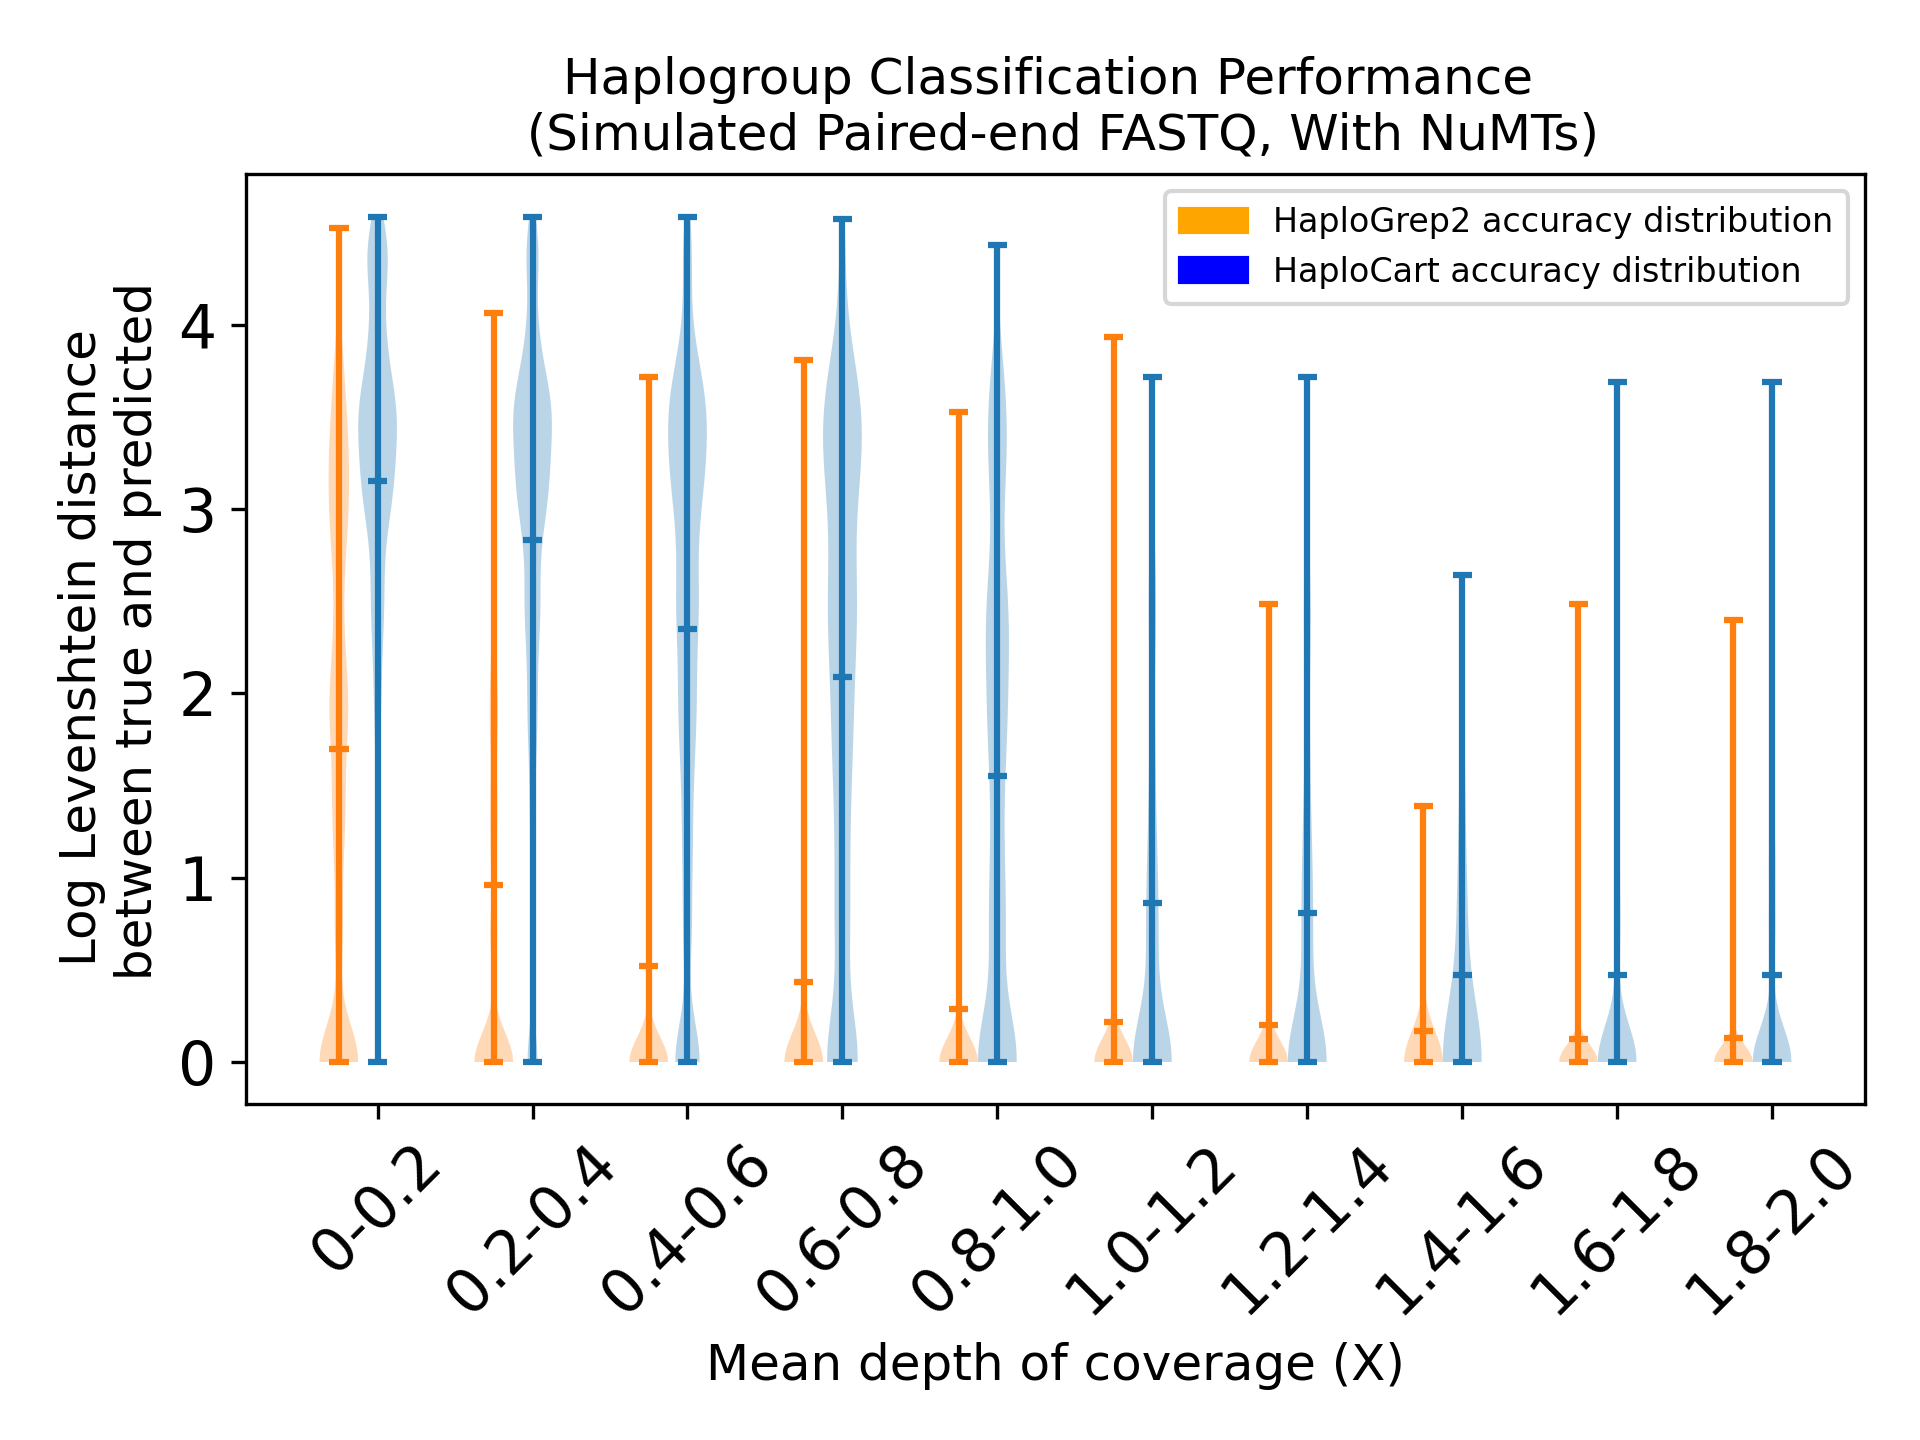 Haplogroup Classification Performance
(Simulated Paired-end FASTQ, With NuMTs)
HaploGrep2 accuracy distribution
HaploCart accuracy distribution
Log Levenshtein distance
between true and predicted
4
3
2
1
0
0-0.2
0.2-0.4
0.4-0.6
0.6-0.8
0.8-1.0
1.0-1.2
1.2-1.4
1.4-1.6
1.6-1.8
1.8-2.0
Mean depth of coverage (X)